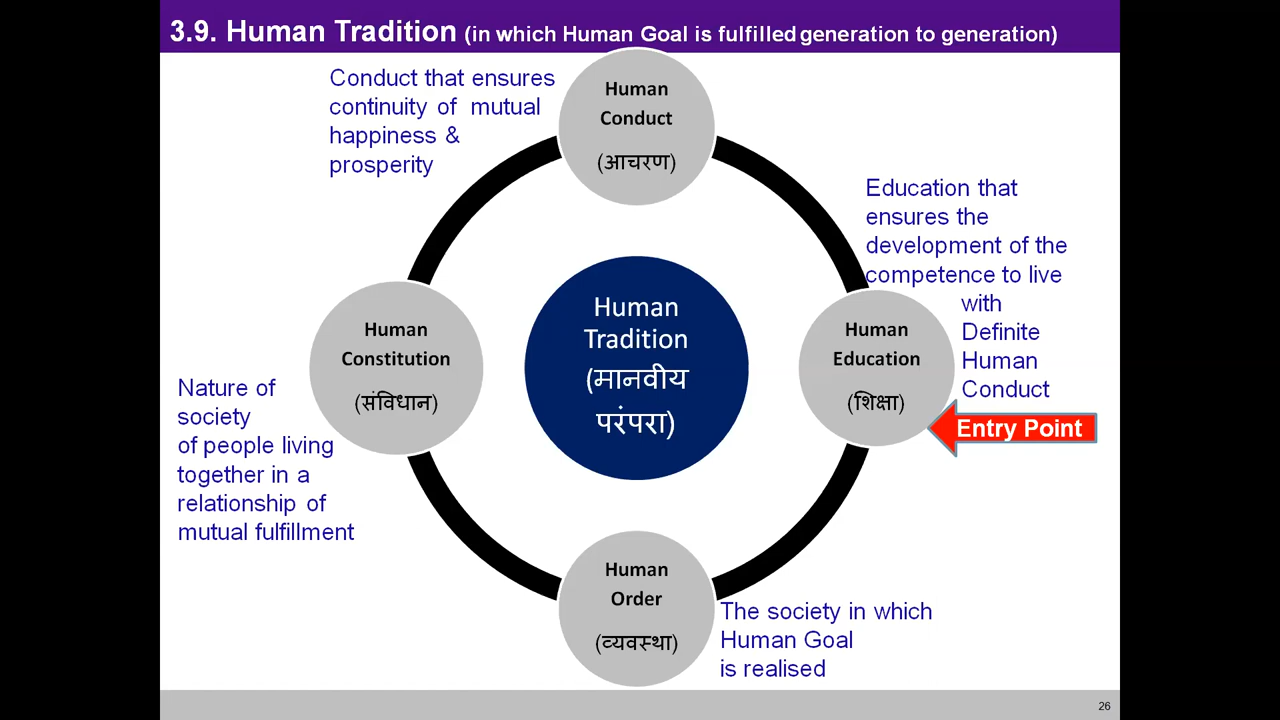 3.9. Human Tradition (in which Human Goal is fulfilled generation to generation)
Conduct that ensures
continuity of mutual
happiness &
prosperity
Human
Conduct
(आचरण)
Education that
ensures the
development of the
competence to live
with
Definite
Human
Conduct
Human
Education
(शिक्षा)
Entry Point
Human
Tradition
(मानवीय
परंपरा)
Human
Constitution
(संविधान)
Nature of
society
of people living
together in a
relationship of
mutual fulfillment
Human
Order
(व्यवस्था)
The society in which
Human Goal
is realised
26